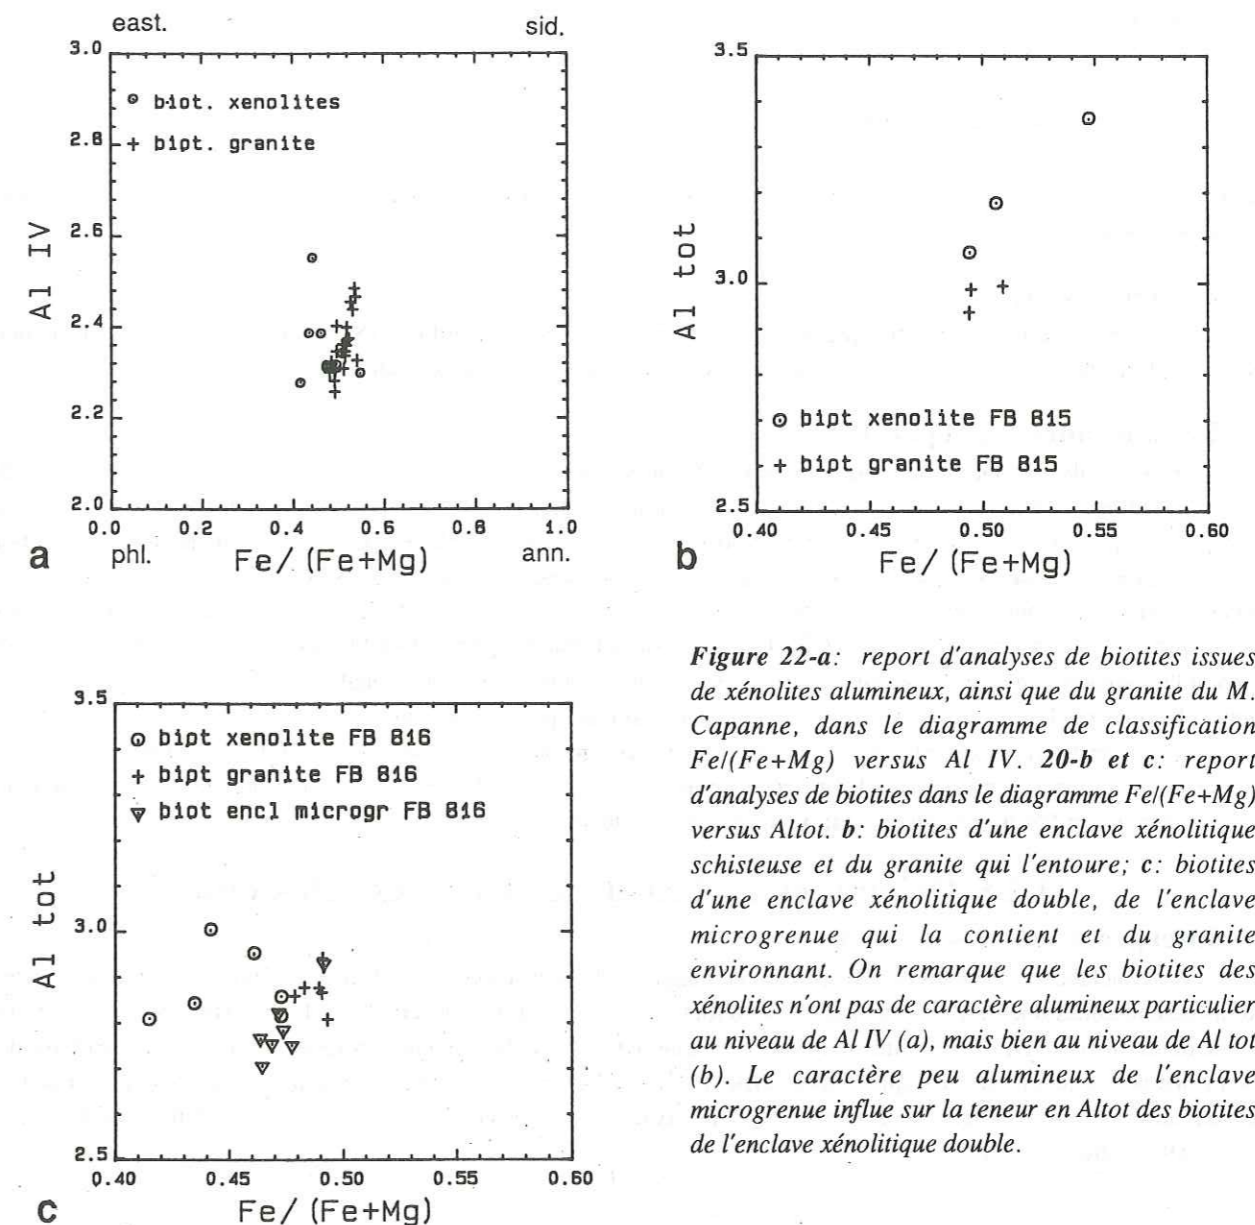 east.
sid.
3.0
2.8
2.6
2.4
2.2
2.0
Al IV
biot. xenolites
bipt. granite
0.0 0.2 0.4 0.6 0.8 1.0
phl.
Fe/(Fe+Mg)
ann.
a
3.5
3.0
2.5
Al tot
bipt xenolite FB 815
bipt granite FB 815
0.40 0.45 0.50 0.55 0.60
Fe/(Fe+Mg)
b
3.5
3.0
2.5
Al tot
bipt xenolite FB 816
bipt granite FB 816
biot encl microgr FB 816
0.40 0.45 0.50 0.60
Fe/(Fe+Mg)
c
Figure 22-a: report d'analyses de biotites issues
de xénolites alumineux, ainsi que du granite du M.
Capanne, dans le diagramme de classification
Fe/(Fe+Mg) versus Al IV. 20-b et c: report
d'analyses de biotites dans le diagramme Fe/(Fe+Mg)
versus Altot. b: biotites d'une enclave xénolitique
schisteuse et du granite qui l'entoure; c: biotites
d'une enclave xénolitique double, de l'enclave
microgrenue qui la contient et du granite
environnant. On remarque que les biotites des
xénolites n'ont pas de caractère alumineux particulier
au niveau de Al IV (a), mais bien au niveau de Al tot
(b). Le caractère peu alumineux de l'enclave
microgrenue influe sur la teneur en Altot des biotites
de l'enclave xénolitique double.